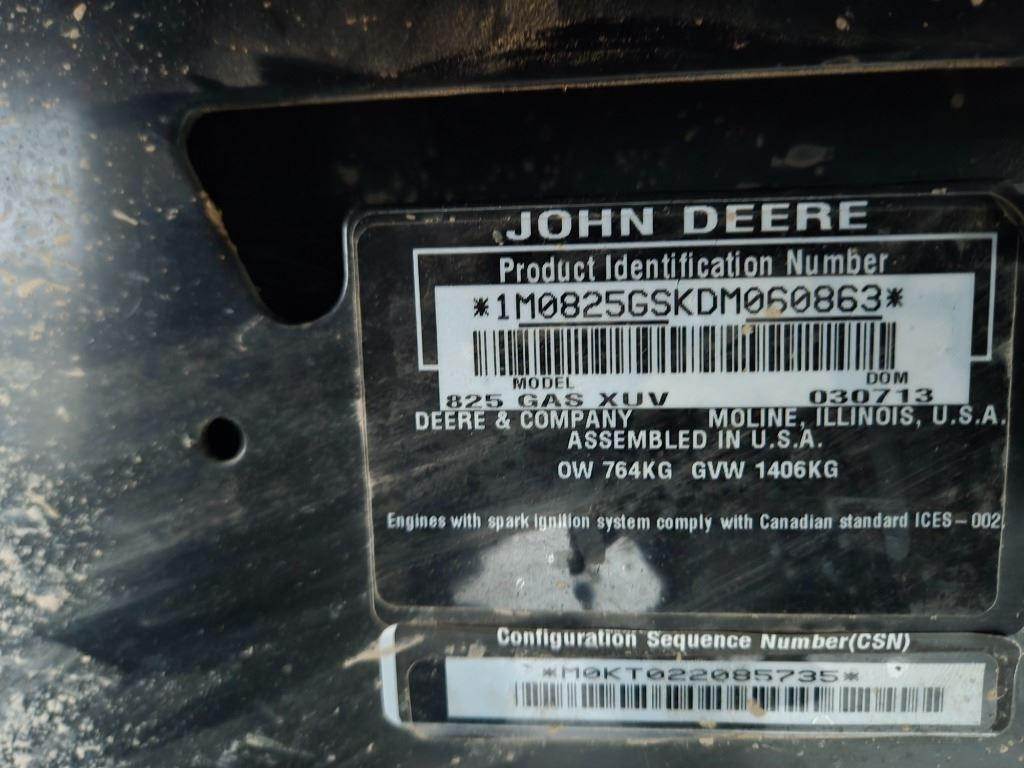 JOHN DEERE
Product Identification Number
*1M0825GSKDM060863*
MODEL DOM
825 GAS XUV 030713
DEERE & COMPANY MOLINE, ILLINOIS, U.S.A.
ASSEMBLED IN U.S.A.
OW 764KG GVW 1406KG
Engines with spark ignition system comply with Canadian standard ICES-002.
Configuration Sequence Number(CSN)
*M0KT022085735*